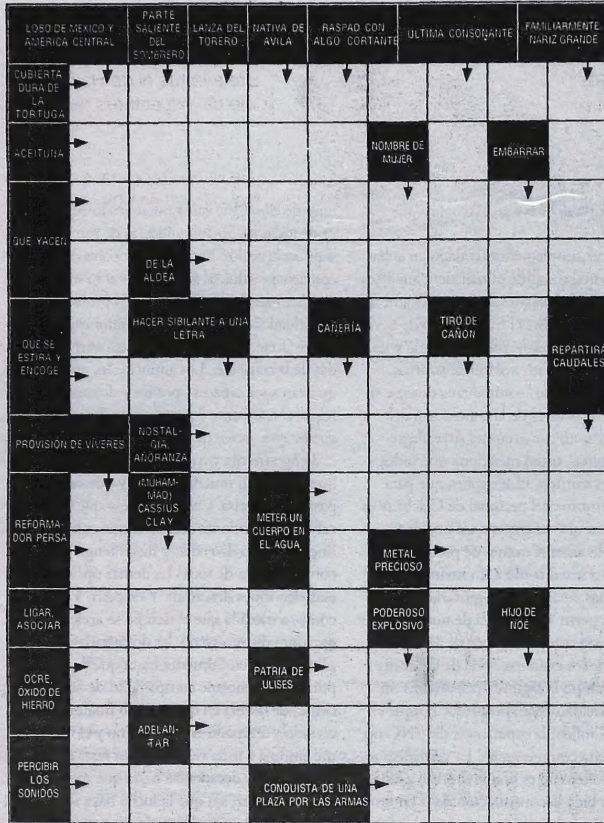 LOBO DE MEXICO Y
AMERICA CENTRAL
PARTE
SALIENTE
DEL
SOMBRERO
LANZA DEL
TORERO
NATIVA DE
AVILA
RASPAD CON
ALGO CORTANTE
ULTIMA CONSONANTE
FAMILIARMENTE,
NARIZ GRANDE
CUBIERTA
DURA DE
LA
TORTUGA
ACEITUNA
NOMBRE DE
MUJER
EMBARRAR
QUE YACEN
DE LA
ALDEA
QUE SE
ESTIRA Y
ENCOGE
HACER SIBILANTE A UNA
LETRA
CAÑERÍA
TIRO DE
CAÑON
REPARTIRA
CAUDALES
PROVISIÓN DE VIVERES
NOSTAL-
GIA,
AÑORANZA
REFORMA-
DOR PERSA
(MUHAM-
MAD)
CASSIUS
CLAY
METER UN
CUERPO EN
EL AGUA
METAL
PRECIOSO
LIGAR,
ASOCIAR
PODEROSO
EXPLOSIVO
HIJO DE
NOE
OCRE,
OXIDO DE
HIERRO
PATRIA DE
ULISES
ADELAN-
TAR
PERCIBIR
LOS
SONIDOS
CONQUISTA DE UNA
PLAZA POR LAS ARMAS